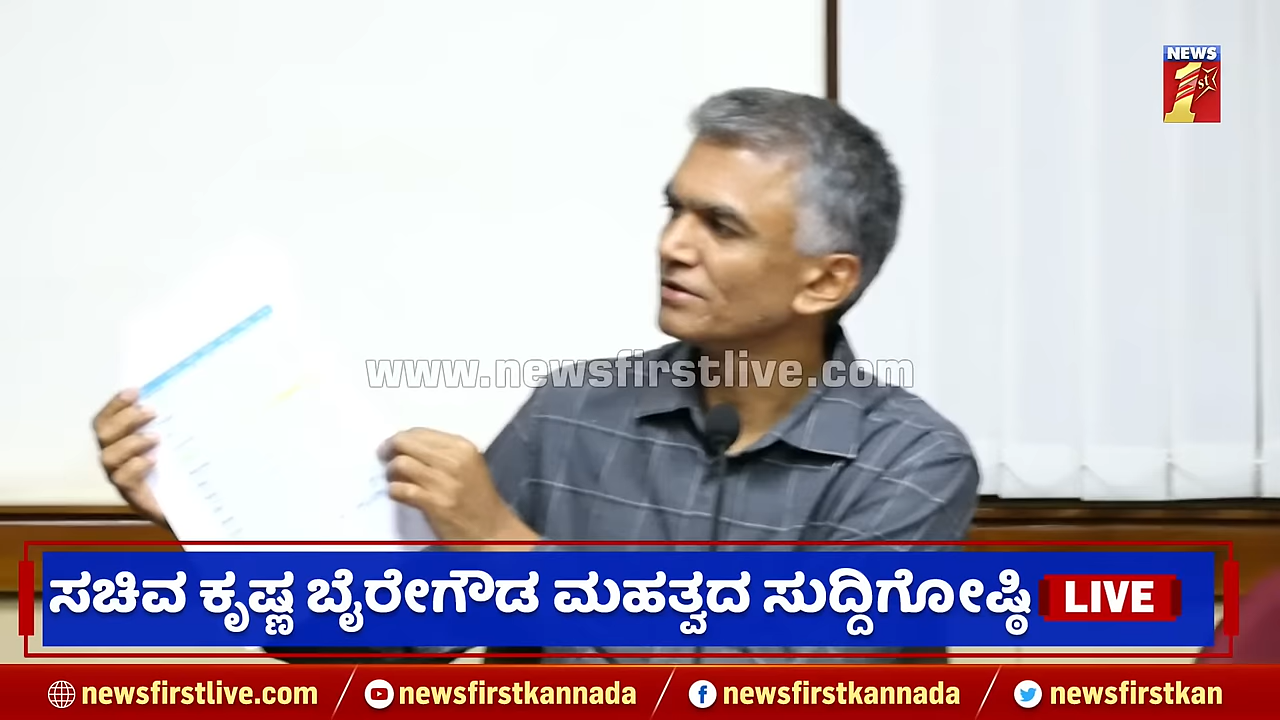 NEWS
1st
www.newsfirstlive.com
ಸಚಿವ ಕೃಷ್ಣ ಬೈರೇಗೌಡ ಮಹತ್ವದ ಸುದ್ದಿಗೋಷ್ಠಿ LIVE
newsfirstlive.com newsfirstkannada newsfirstkannada newsfirstkan